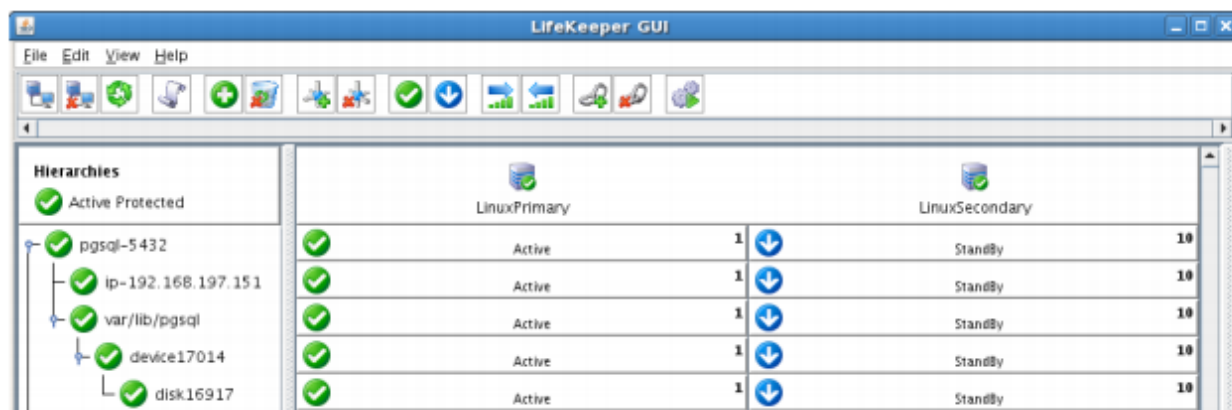 LifeKeeper GUI
File Edit View Help
Hierarchies
Active Protected
LinuxPrimary
LinuxSecondary
pgsql-5432
Active 1
StandBy 10
ip-192.168.197.151
Active 1
StandBy 10
var/lib/pgsql
Active 1
StandBy 10
device17014
Active 1
StandBy 10
disk16917
Active 1
StandBy 10